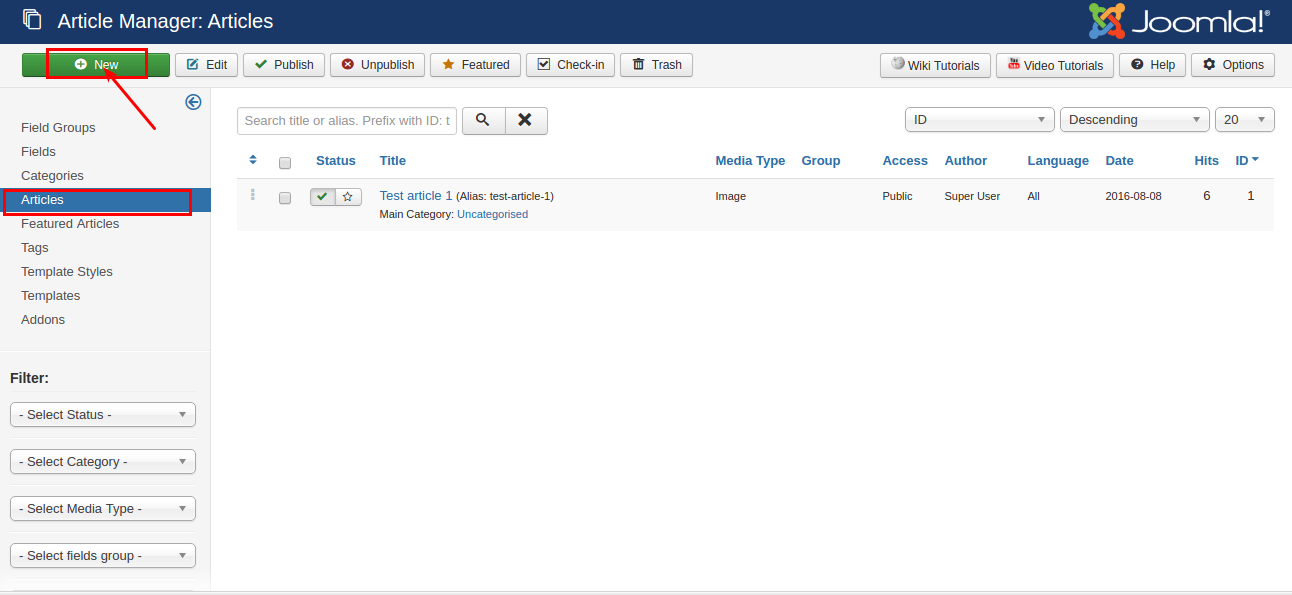 Article Manager: Articles
Joomla!®
New Edit Publish Unpublish Featured Check-in Trash Wiki Tutorials Video Tutorials Help Options
Field Groups
Fields
Categories
Articles
Featured Articles
Tags
Template Styles
Templates
Addons
Filter:
- Select Status -
- Select Category -
- Select Media Type -
- Select fields group -
Search title or alias. Prefix with ID: t
ID Descending 20
Status Title Media Type Group Access Author Language Date Hits ID
Test article 1 (Alias: test-article-1) Image Public Super User All 2016-08-08 6 1
Main Category: Uncategorised